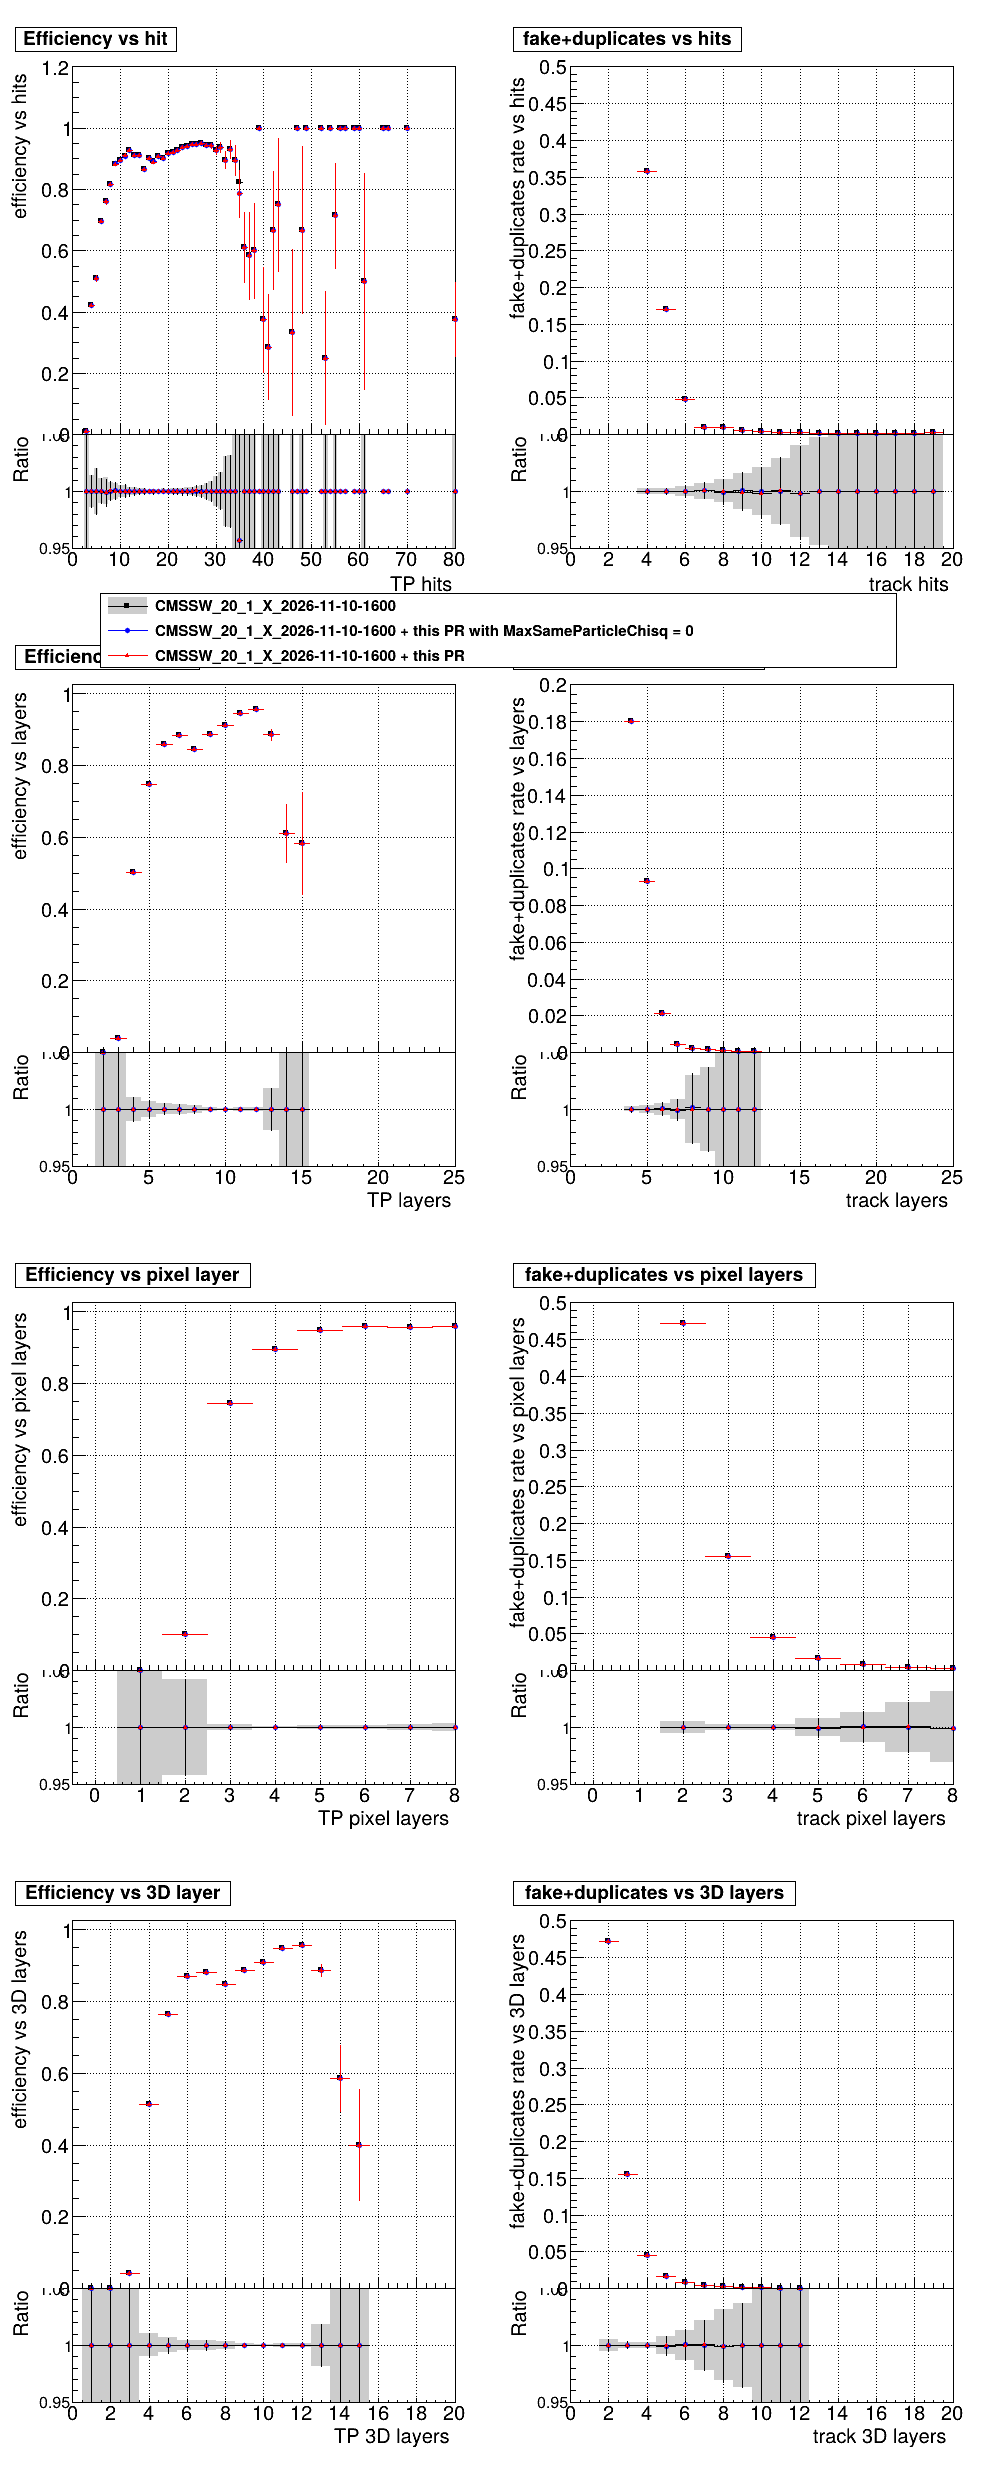 Efficiency vs hit
fake+duplicates vs hits
efficiency vs hits
1.2
1
0.8
0.6
0.4
0.2
0
Ratio
1
0.95
0 10 20 30 40 50 60 70 80
TP hits
fake+duplicates rate vs hits
0.5
0.45
0.4
0.35
0.3
0.25
0.2
0.15
0.1
0.05
0
Ratio
1
0.95
0 2 4 6 8 10 12 14 16 18 20
track hits
CMSSW_20_1_X_2026-11-10-1600
CMSSW_20_1_X_2026-11-10-1600 + this PR with MaxSameParticleChisq = 0
CMSSW_20_1_X_2026-11-10-1600 + this PR
efficiency vs layers
1
0.8
0.6
0.4
0.2
0
Ratio
1
0.95
0 5 10 15 20 25
TP layers
fake+duplicates rate vs layers
0.2
0.18
0.16
0.14
0.12
0.1
0.08
0.06
0.04
0.02
0
Ratio
1
0.95
0 5 10 15 20 25
track layers
Efficiency vs pixel layer
fake+duplicates vs pixel layers
efficiency vs pixel layers
1
0.8
0.6
0.4
0.2
0
Ratio
1
0.95
0 1 2 3 4 5 6 7 8
TP pixel layers
fake+duplicates rate vs pixel layers
0.5
0.45
0.4
0.35
0.3
0.25
0.2
0.15
0.1
0.05
0
Ratio
1
0.95
0 1 2 3 4 5 6 7 8
track pixel layers
Efficiency vs 3D layer
fake+duplicates vs 3D layers
efficiency vs 3D layers
1
0.8
0.6
0.4
0.2
0
Ratio
1
0.95
0 2 4 6 8 10 12 14 16 18 20
TP 3D layers
fake+duplicates rate vs 3D layers
0.5
0.45
0.4
0.35
0.3
0.25
0.2
0.15
0.1
0.05
0
Ratio
1
0.95
0 2 4 6 8 10 12 14 16 18 20
track 3D layers